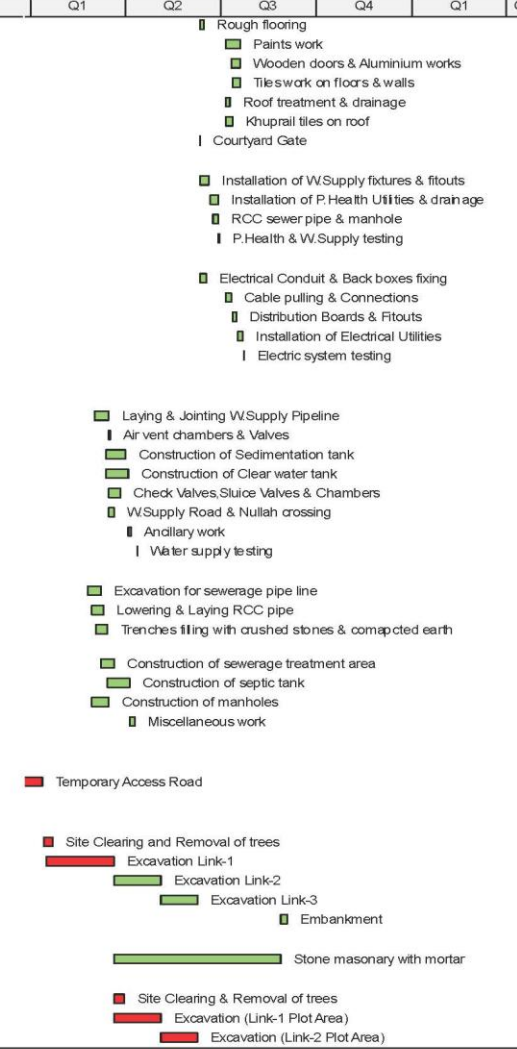 Q1 Q2 Q3 Q4 Q1
Rough flooring
Paints work
Wooden doors & Aluminium works
Tiles work on floors & walls
Roof treatment & drainage
Khuprail tiles on roof
Courtyard Gate
Installation of W.Supply fixtures & fitouts
Installation of P.Health Utilities & drainage
RCC sewer pipe & manhole
P.Health & W.Supply testing
Electrical Conduit & Back boxes fixing
Cable pulling & Connections
Distribution Boards & Fitouts
Installation of Electrical Utilities
Electric system testing
Laying & Jointing W.Supply Pipeline
Air vent chambers & Valves
Construction of Sedimentation tank
Construction of Clear water tank
Check Valves,Sluice Valves & Chambers
W.Supply Road & Nullah crossing
Ancillary work
Water supply testing
Excavation for sewerage pipe line
Lowering & Laying RCC pipe
Trenches filling with crushed stones & comapcted earth
Construction of sewerage treatment area
Construction of septic tank
Construction of manholes
Miscellaneous work
Temporary Access Road
Site Clearing and Removal of trees
Excavation Link-1
Excavation Link-2
Excavation Link-3
Embankment
Stone masonary with mortar
Site Clearing & Removal of trees
Excavation (Link-1 Plot Area)
Excavation (Link-2 Plot Area)